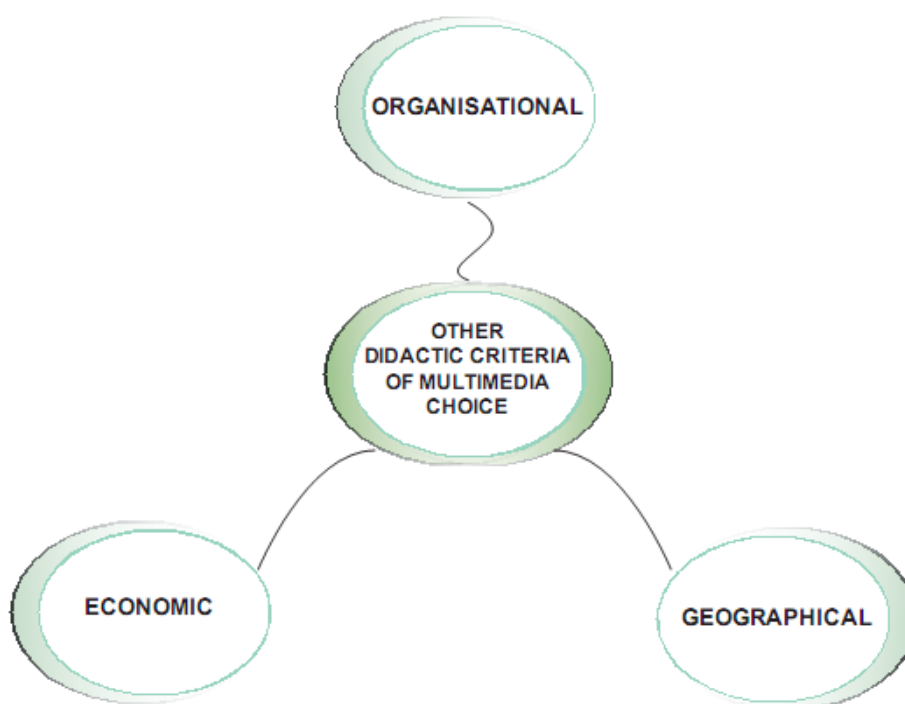 ORGANISATIONAL
OTHER
DIDACTIC CRITERIA
OF MULTIMEDIA
CHOICE
ECONOMIC
GEOGRAPHICAL